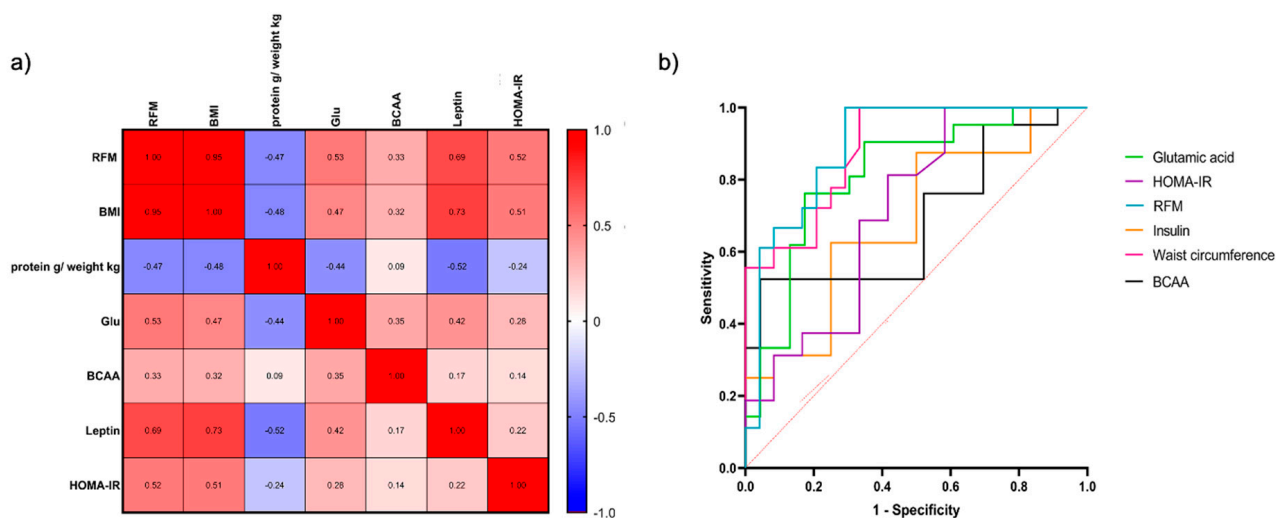 a)
RFM
BMI
protein g/ weight kg
Glu
BCAA
Leptin
HOMA-IR
RFM 1.00 0.95 -0.47 0.53 0.33 0.69 0.52
BMI 0.95 1.00 -0.48 0.47 0.32 0.73 0.51
protein g/ weight kg -0.47 -0.48 1.00 -0.44 0.09 -0.52 -0.24
Glu 0.53 0.47 -0.44 1.00 0.35 0.42 0.28
BCAA 0.33 0.32 0.09 0.35 1.00 0.17 0.14
Leptin 0.69 0.73 -0.52 0.42 0.17 1.00 0.22
HOMA-IR 0.52 0.51 -0.24 0.28 0.14 0.22 1.00
1.0
0.5
0
-0.5
-1.0
b)
Sensitivity
1.0
0.8
0.6
0.4
0.2
0.0
0.0 0.2 0.4 0.6 0.8 1.0
1 - Specificity
Glutamic acid
HOMA-IR
RFM
Insulin
Waist circumference
BCAA